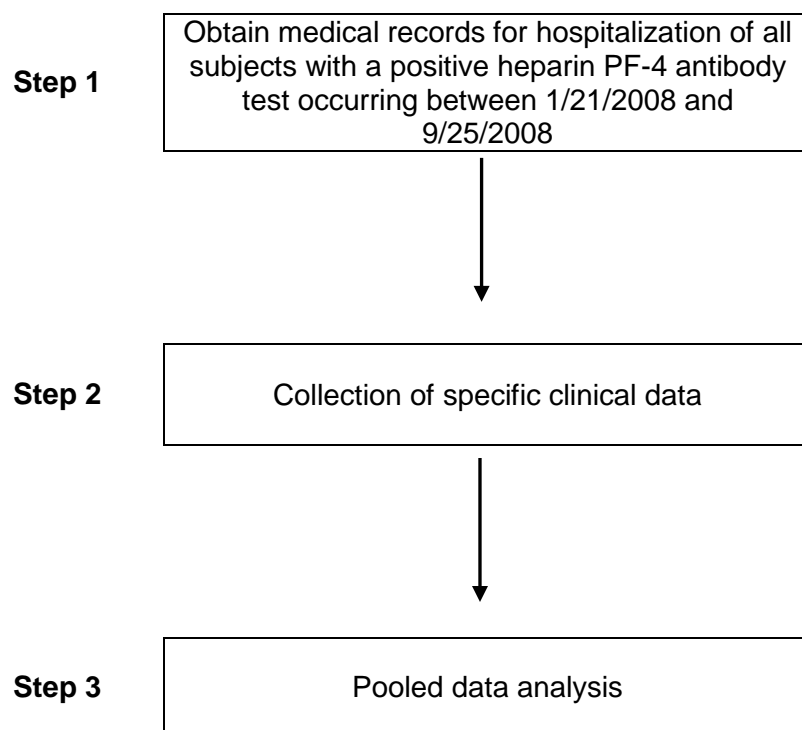 Step 1
Obtain medical records for hospitalization of all
subjects with a positive heparin PF-4 antibody
test occurring between 1/21/2008 and
9/25/2008
Step 2
Collection of specific clinical data
Step 3
Pooled data analysis